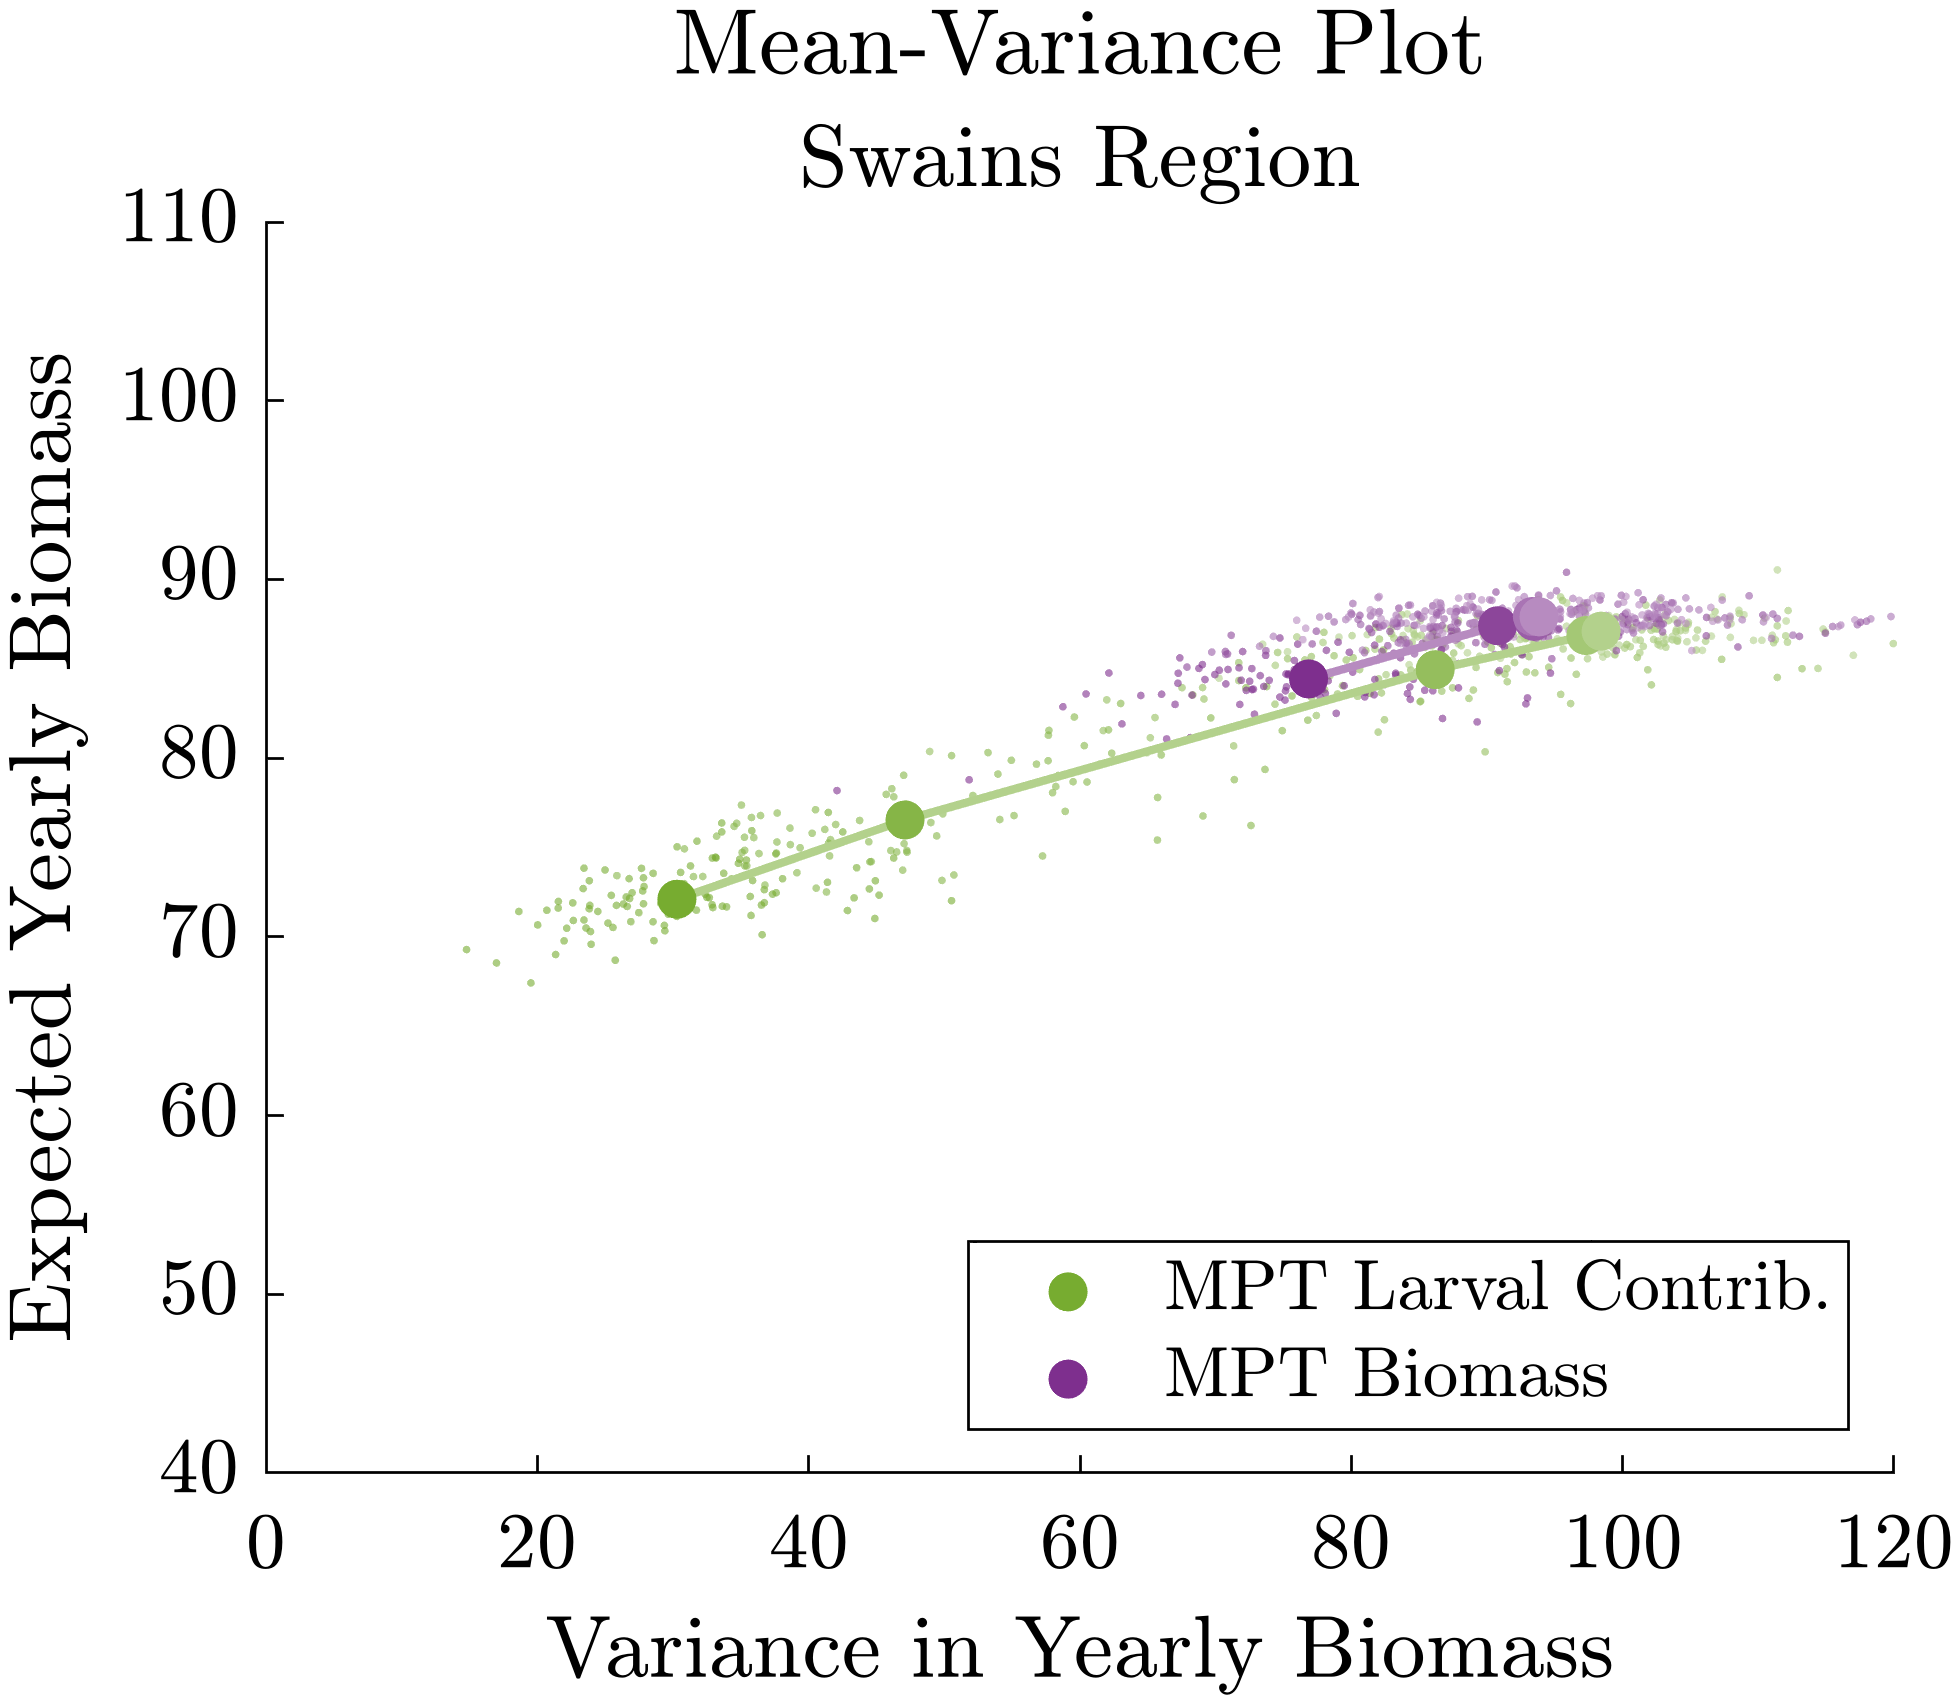 Mean-Variance Plot
Swains Region
110
100
90
80
70
60
50
40
Expected Yearly Biomass
MPT Larval Contrib.
MPT Biomass
0 20 40 60 80 100 120
Variance in Yearly Biomass